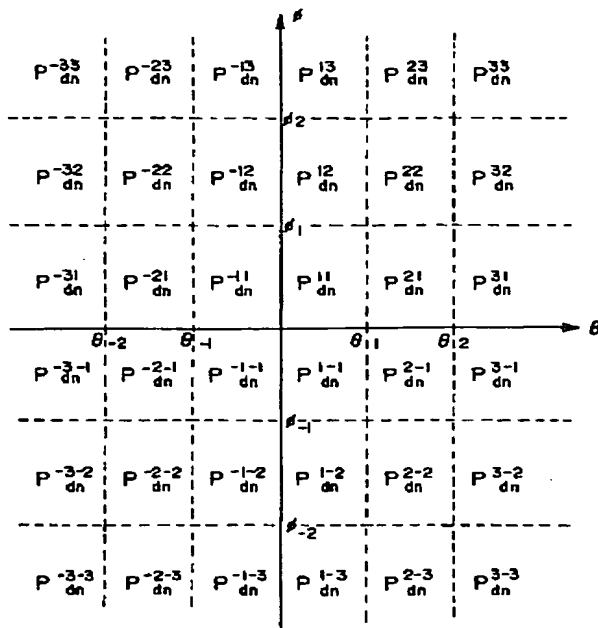 ø
P^-33_dn P^-23_dn P^-13_dn P^13_dn P^23_dn P^33_dn
ø2
P^-32_dn P^-22_dn P^-12_dn P^12_dn P^22_dn P^32_dn
ø1
P^-31_dn P^-21_dn P^-11_dn P^11_dn P^21_dn P^31_dn
θ-2 θ-1 θ1 θ2 θ
P^-3-1_dn P^-2-1_dn P^-1-1_dn P^1-1_dn P^2-1_dn P^3-1_dn
ø-1
P^-3-2_dn P^-2-2_dn P^-1-2_dn P^1-2_dn P^2-2_dn P^3-2_dn
ø-2
P^-3-3_dn P^-2-3_dn P^-1-3_dn P^1-3_dn P^2-3_dn P^3-3_dn